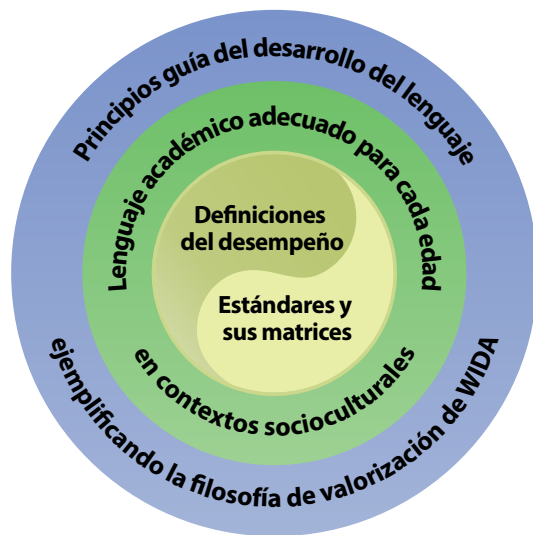 Principios guía del desarrollo del lenguaje
Lenguaje académico adecuado para cada edad
Definiciones
del desempeño
Estándares y
sus matrices
en contextos socioculturales
ejemplificando la filosofía de valorización de WIDA